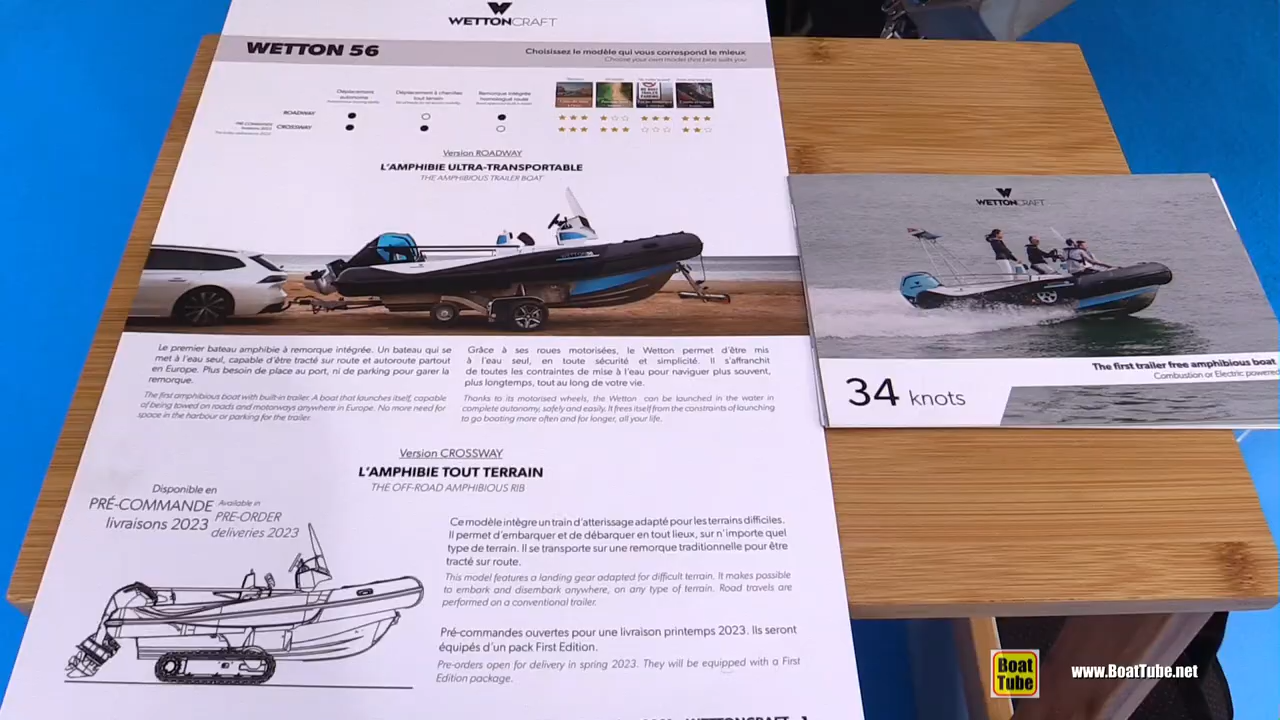 WETTONCRAFT
WETTON 56
Choisissez le modèle qui vous correspond le mieux
Choose your own model that best suits you
Déplacement
autonome
Déplacement à chenilles
tout terrain
Remorque intégrée
homologuée route
ROADWAY
PRÉ-COMMANDE
CROSSWAY
Version ROADWAY
L'AMPHIBIE ULTRA-TRANSPORTABLE
THE AMPHIBIOUS TRAILER BOAT
Le premier bateau amphibie à remorque intégrée. Un bateau qui se
met à l'eau seul, capable d'être tracté sur route et autoroute partout
en Europe. Plus besoin de place au port, ni de parking pour garer la
remorque.
The first amphibious boat with built-in trailer. A boat that launches itself, capable
of being towed on roads and motorways anywhere in Europe. No more need for
space in the harbour or parking for the trailer.
Grâce à ses roues motorisées, le Wetton permet d'être mis
à l'eau seul, en toute sécurité et simplicité. Il s'affranchit
de toutes les contraintes de mise à l'eau pour naviguer plus souvent,
plus longtemps, tout au long de votre vie.
Thanks to its motorised wheels, the Wetton can be launched in the water in
complete autonomy, safely and easily. It frees itself from the constraints of launching
to go boating more often and for longer, all your life.
Version CROSSWAY
L'AMPHIBIE TOUT TERRAIN
THE OFF-ROAD AMPHIBIOUS RIB
Disponible en
PRÉ-COMMANDE
livraisons 2023
Available in
PRE-ORDER
deliveries 2023
Ce modèle intègre un train d'atterissage adapté pour les terrains difficiles.
Il permet d'embarquer et de débarquer en tout lieux, sur n'importe quel
type de terrain. Il se transporte sur une remorque traditionnelle pour être
tracté sur route.
This model features a landing gear adapted for difficult terrain. It makes possible
to embark and disembark anywhere, on any type of terrain. Road travels are
performed on a conventional trailer.
Pré-commandes ouvertes pour une livraison printemps 2023. Ils seront
équipés d'un pack First Edition.
Pre-orders open for delivery in spring 2023. They will be equipped with a First
Edition package.
WETTONCRAFT
The first trailer free amphibious boat
Combustion or Electric powered
34 knots
Boat
Tube
www.BoatTube.net